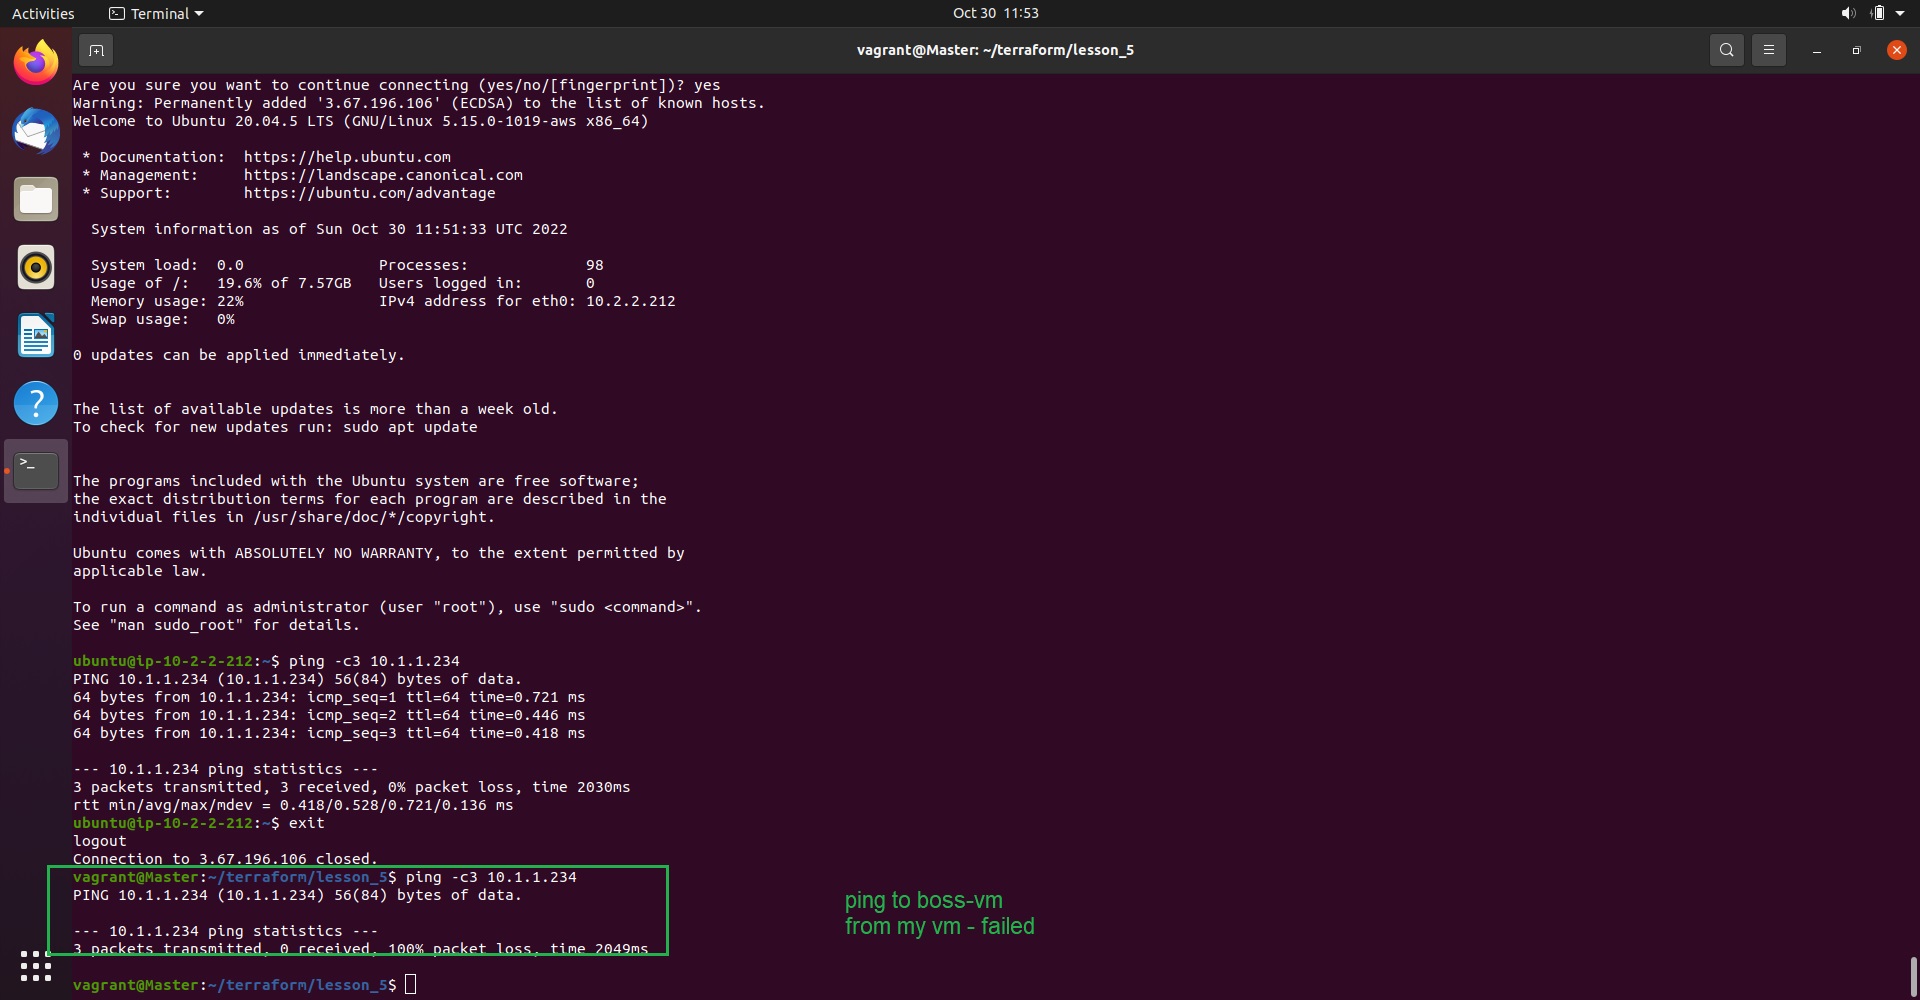 Activities
Terminal
Oct 30  11:53
vagrant@Master: ~/terraform/lesson_5
Are you sure you want to continue connecting (yes/no/[fingerprint])? yes
Warning: Permanently added '3.67.196.106' (ECDSA) to the list of known hosts.
Welcome to Ubuntu 20.04.5 LTS (GNU/Linux 5.15.0-1019-aws x86_64)
* Documentation:  https://help.ubuntu.com
* Management:     https://landscape.canonical.com
* Support:        https://ubuntu.com/advantage
System information as of Sun Oct 30 11:51:33 UTC 2022
System load:  0.0               Processes:             98
Usage of /:   19.6% of 7.57GB   Users logged in:       0
Memory usage: 22%               IPv4 address for eth0: 10.2.2.212
Swap usage:   0%
0 updates can be applied immediately.
The list of available updates is more than a week old.
To check for new updates run: sudo apt update
The programs included with the Ubuntu system are free software;
the exact distribution terms for each program are described in the
individual files in /usr/share/doc/*/copyright.
Ubuntu comes with ABSOLUTELY NO WARRANTY, to the extent permitted by
applicable law.
To run a command as administrator (user "root"), use "sudo <command>".
See "man sudo_root" for details.
ubuntu@ip-10-2-2-212:~$ ping -c3 10.1.1.234
PING 10.1.1.234 (10.1.1.234) 56(84) bytes of data.
64 bytes from 10.1.1.234: icmp_seq=1 ttl=64 time=0.721 ms
64 bytes from 10.1.1.234: icmp_seq=2 ttl=64 time=0.446 ms
64 bytes from 10.1.1.234: icmp_seq=3 ttl=64 time=0.418 ms
--- 10.1.1.234 ping statistics ---
3 packets transmitted, 3 received, 0% packet loss, time 2030ms
rtt min/avg/max/mdev = 0.418/0.528/0.721/0.136 ms
ubuntu@ip-10-2-2-212:~$ exit
logout
Connection to 3.67.196.106 closed.
vagrant@Master:~/terraform/lesson_5$ ping -c3 10.1.1.234
PING 10.1.1.234 (10.1.1.234) 56(84) bytes of data.
--- 10.1.1.234 ping statistics ---
3 packets transmitted, 0 received, 100% packet loss, time 2049ms
vagrant@Master:~/terraform/lesson_5$
ping to boss-vm
from my vm - failed